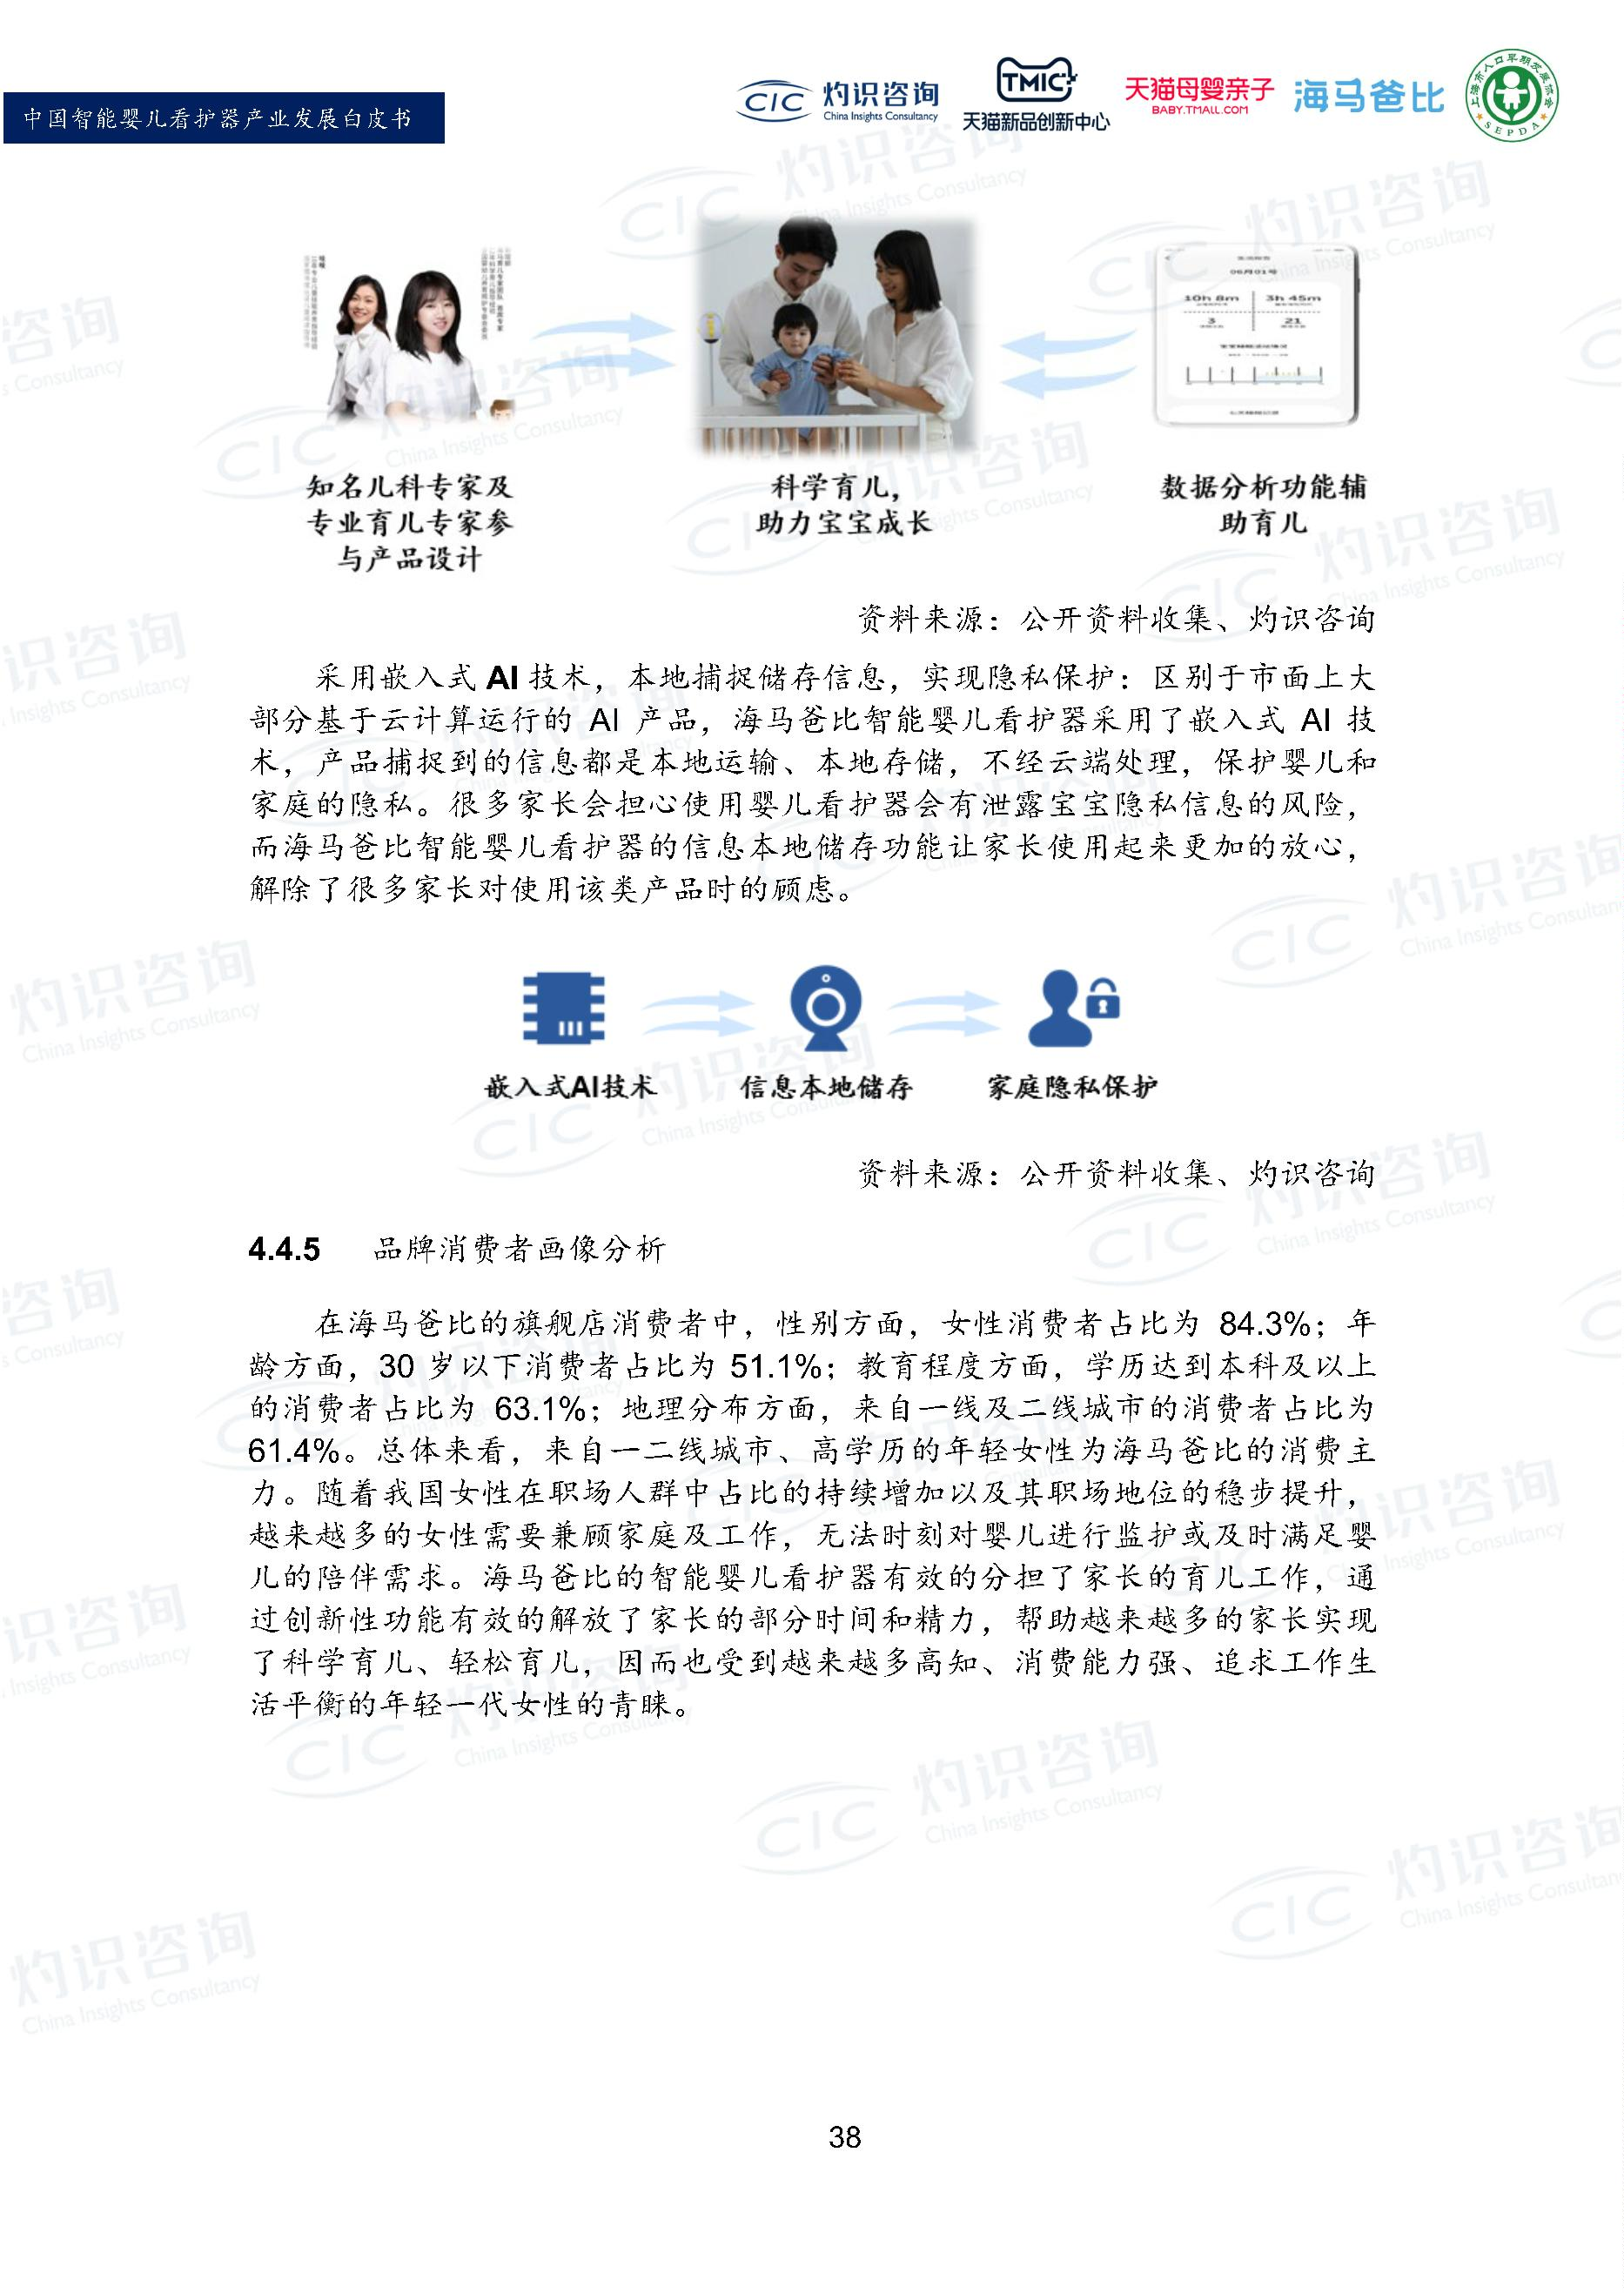 中国智能婴儿看护器产业发展白皮书
CIC 灼识咨询
China Insights Consultancy
TMIC
天猫新品创新中心
天猫母婴亲子
BABY.TMALL.COM
海马爸比
上海市人口早期发展协会
SEPDA
06月01号
10h 8m
3h 45m
3
21
知名儿科专家及
专业育儿专家参
与产品设计
科学育儿，
助力宝宝成长
数据分析功能辅
助育儿
资料来源：公开资料收集、灼识咨询
采用嵌入式 AI 技术，本地捕捉储存信息，实现隐私保护：区别于市面上大
部分基于云计算运行的 AI 产品，海马爸比智能婴儿看护器采用了嵌入式 AI 技
术，产品捕捉到的信息都是本地运输、本地存储，不经云端处理，保护婴儿和
家庭的隐私。很多家长会担心使用婴儿看护器会有泄露宝宝隐私信息的风险，
而海马爸比智能婴儿看护器的信息本地储存功能让家长使用起来更加的放心，
解除了很多家长对使用该类产品时的顾虑。
嵌入式AI技术
信息本地储存
家庭隐私保护
资料来源：公开资料收集、灼识咨询
4.4.5 品牌消费者画像分析
在海马爸比的旗舰店消费者中，性别方面，女性消费者占比为 84.3%；年
龄方面，30 岁以下消费者占比为 51.1%；教育程度方面，学历达到本科及以上
的消费者占比为 63.1%；地理分布方面，来自一线及二线城市的消费者占比为
61.4%。总体来看，来自一二线城市、高学历的年轻女性为海马爸比的消费主
力。随着我国女性在职场人群中占比的持续增加以及其职场地位的稳步提升，
越来越多的女性需要兼顾家庭及工作，无法时刻对婴儿进行监护或及时满足婴
儿的陪伴需求。海马爸比的智能婴儿看护器有效的分担了家长的育儿工作，通
过创新性功能有效的解放了家长的部分时间和精力，帮助越来越多的家长实现
了科学育儿、轻松育儿，因而也受到越来越多高知、消费能力强、追求工作生
活平衡的年轻一代女性的青睐。
38